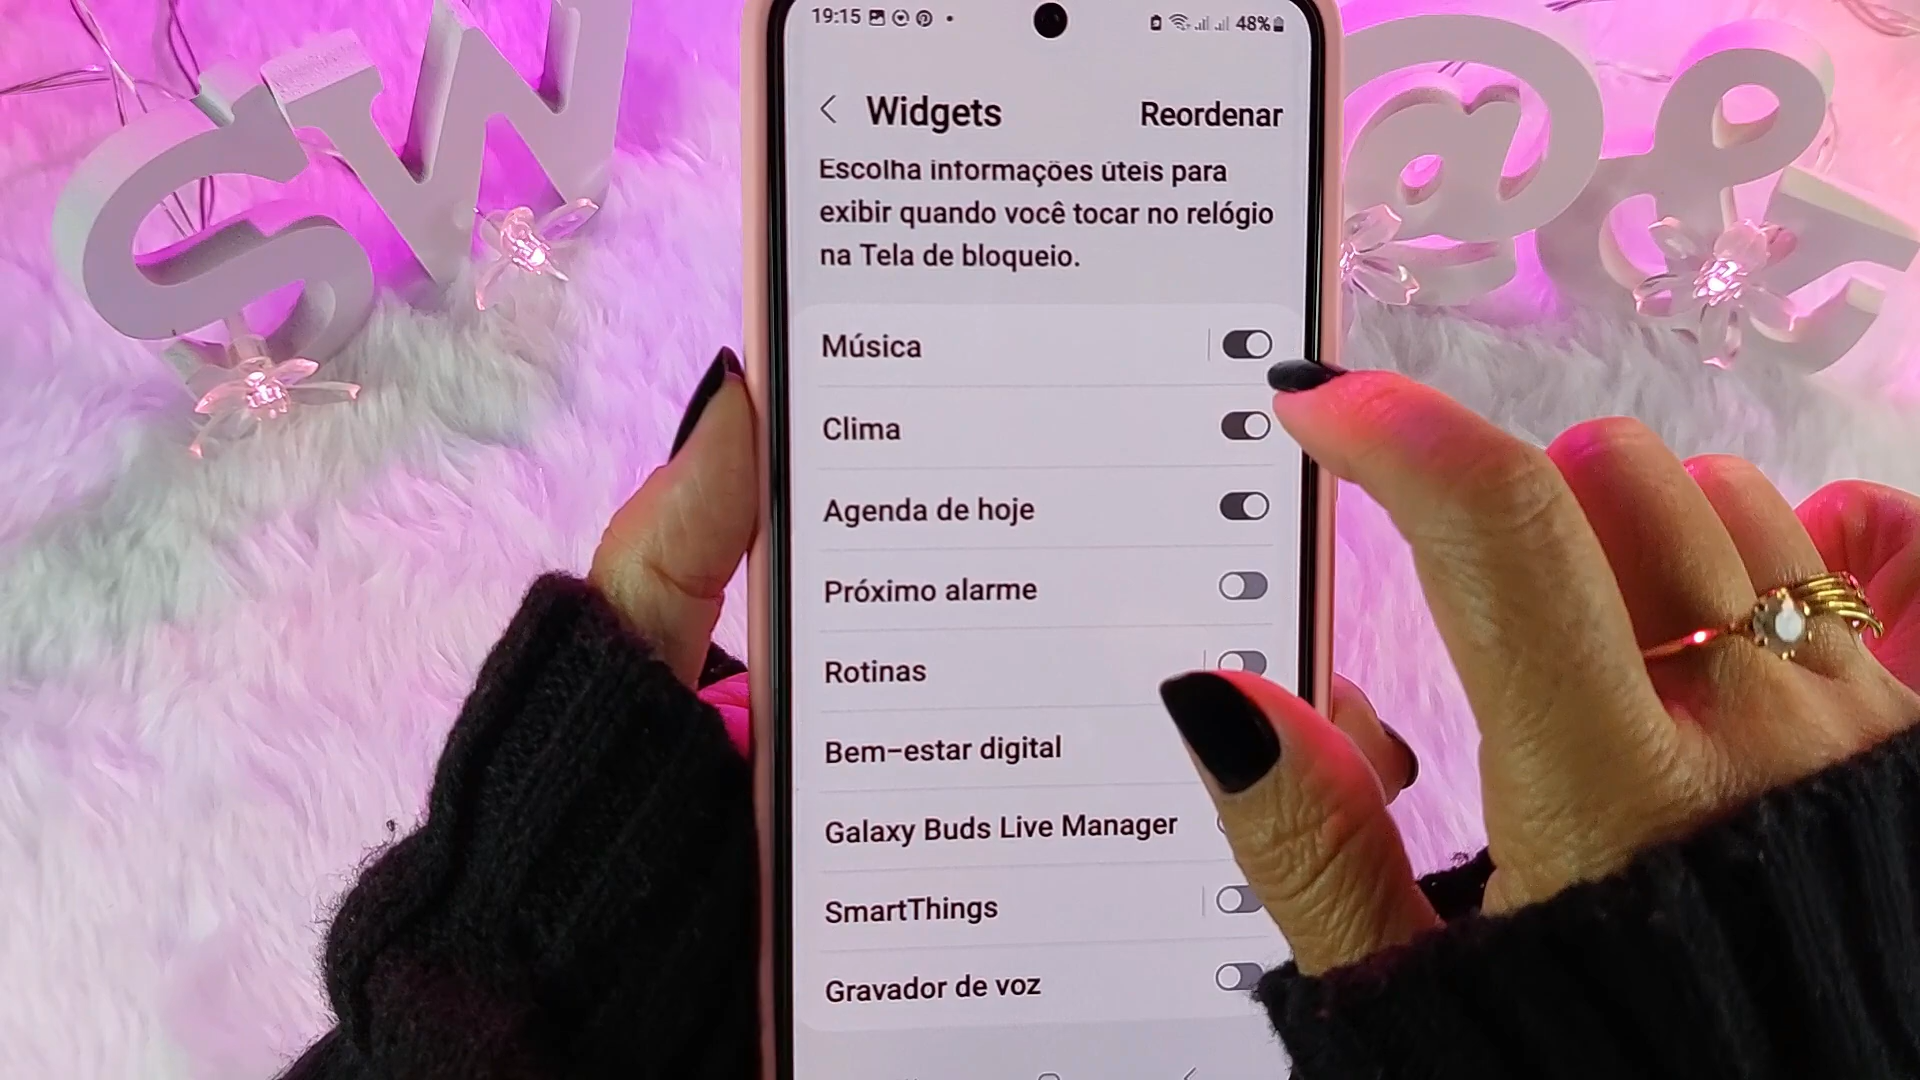 SW
@&J
19:15
48%
Widgets
Reordenar
Escolha informações úteis para
exibir quando você tocar no relógio
na Tela de bloqueio.
Música
Clima
Agenda de hoje
Próximo alarme
Rotinas
Bem-estar digital
Galaxy Buds Live Manager
SmartThings
Gravador de voz